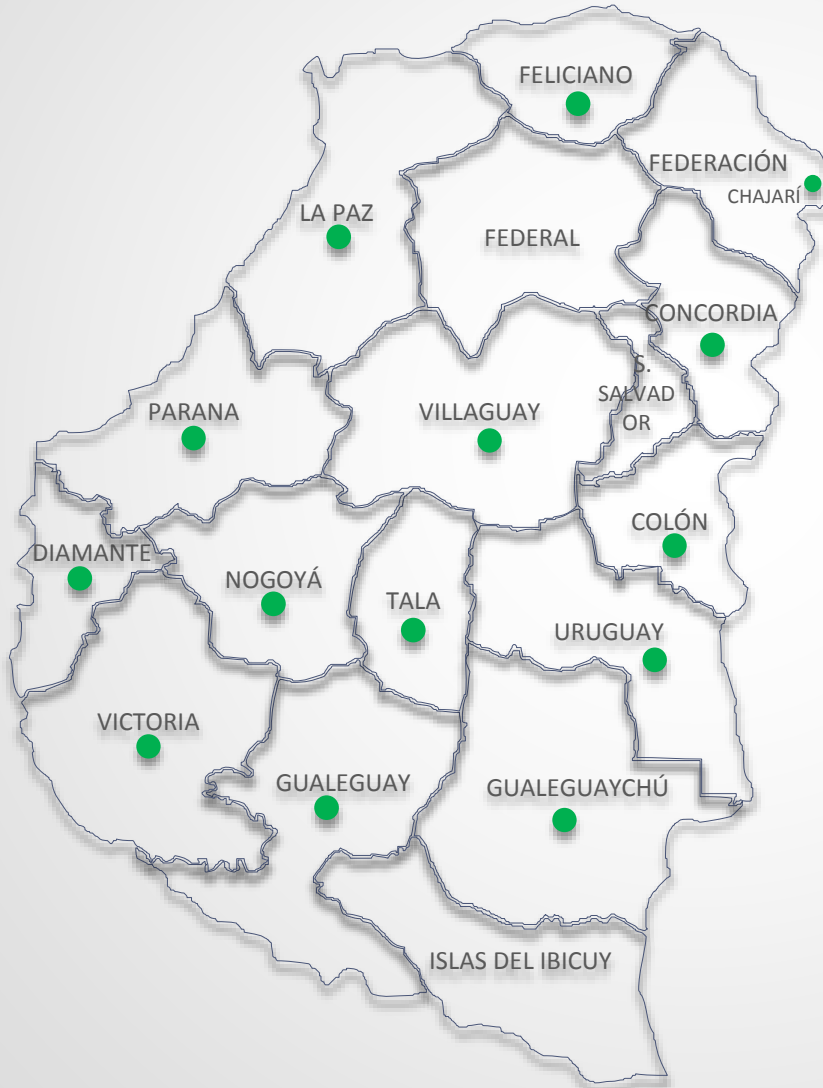 FELICIANO
FEDERACIÓN
CHAJARÍ
LA PAZ
FEDERAL
CONCORDIA
S.
SALVAD
OR
PARANA
VILLAGUAY
COLÓN
DIAMANTE
NOGOYÁ
TALA
URUGUAY
VICTORIA
GUALEGUAY
GUALEGUAYCHÚ
ISLAS DEL IBICUY